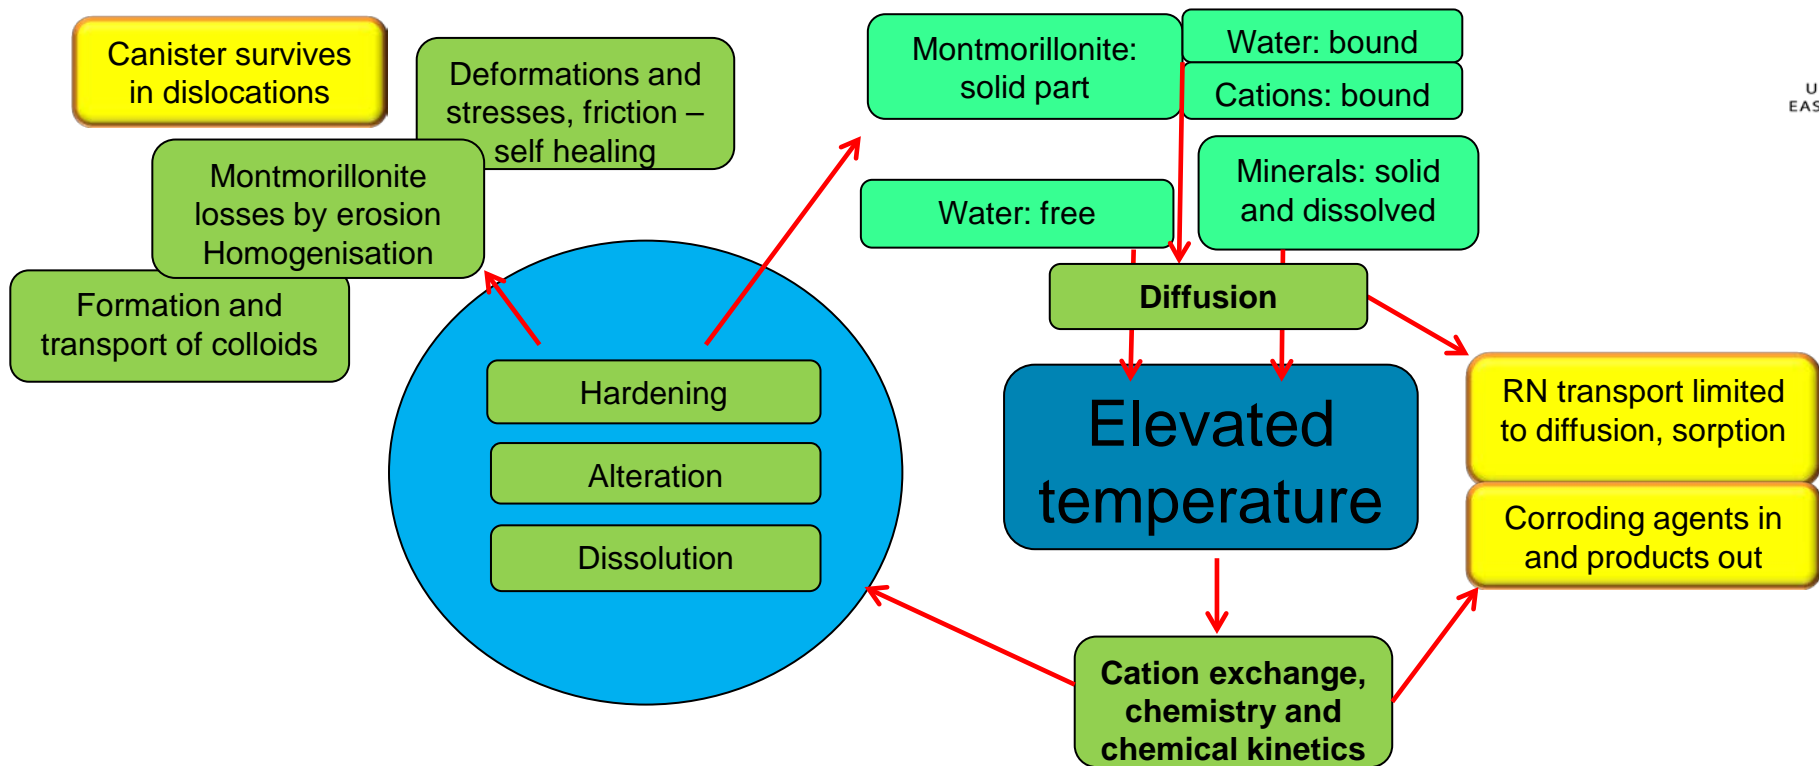 Canister survives
in dislocations
Deformations and
stresses, friction –
self healing
Montmorillonite
losses by erosion
Homogenisation
Formation and
transport of colloids
Hardening
Alteration
Dissolution
Montmorillonite:
solid part
Water: bound
Cations: bound
Water: free
Minerals: solid
and dissolved
Diffusion
Elevated
temperature
RN transport limited
to diffusion, sorption
Corroding agents in
and products out
Cation exchange,
chemistry and
chemical kinetics
U
EAS